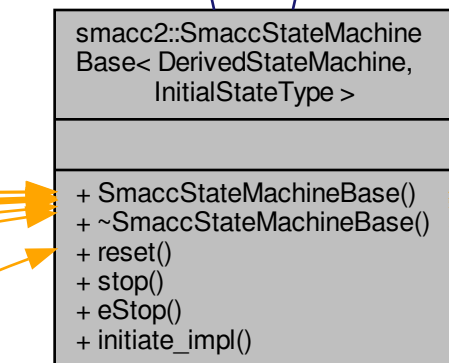 smacc2::SmaccStateMachine
Base< DerivedStateMachine,
InitialStateType >
+ SmaccStateMachineBase()
+ ~SmaccStateMachineBase()
+ reset()
+ stop()
+ eStop()
+ initiate_impl()